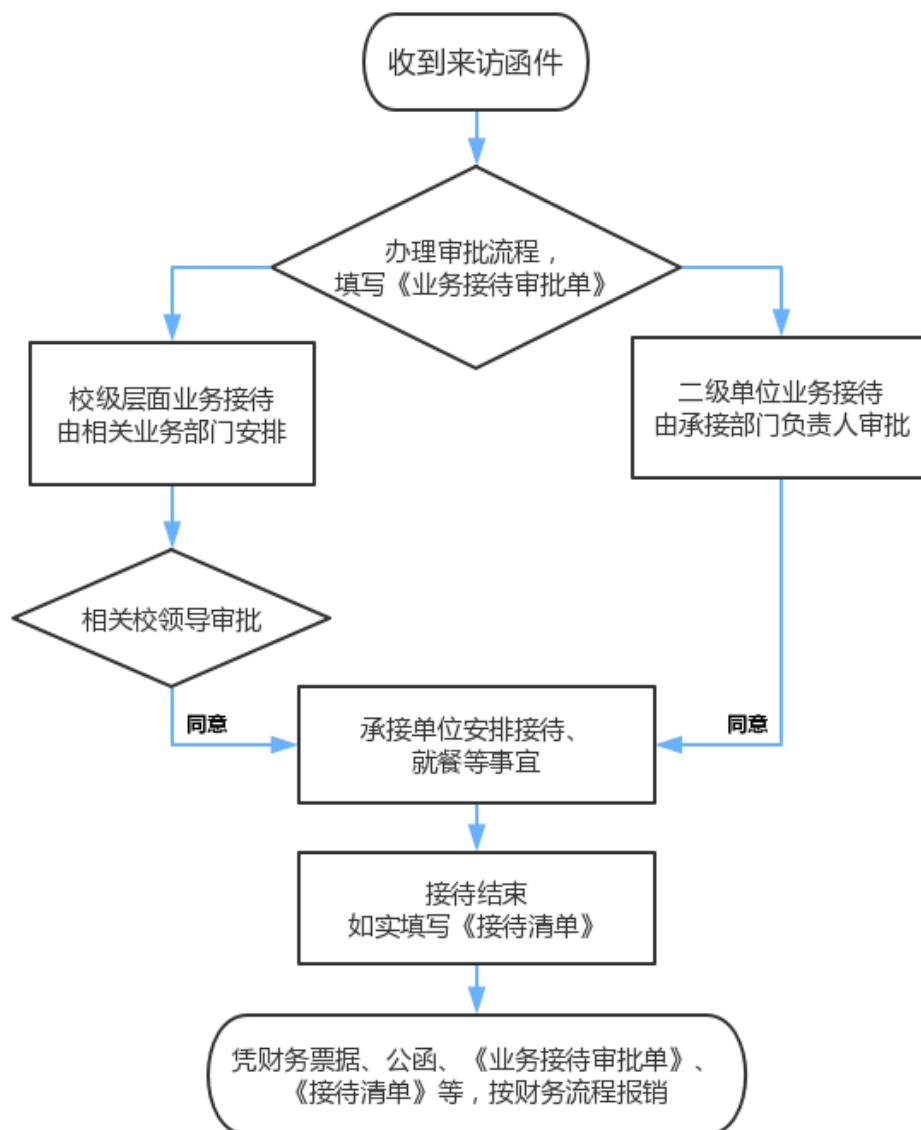 收到来访函件
办理审批流程，
填写《业务接待审批单》
校级层面业务接待
由相关业务部门安排
二级单位业务接待
由承接部门负责人审批
相关校领导审批
同意
同意
承接单位安排接待、
就餐等事宜
接待结束
如实填写《接待清单》
凭财务票据、公函、《业务接待审批单》、
《接待清单》等，按财务流程报销